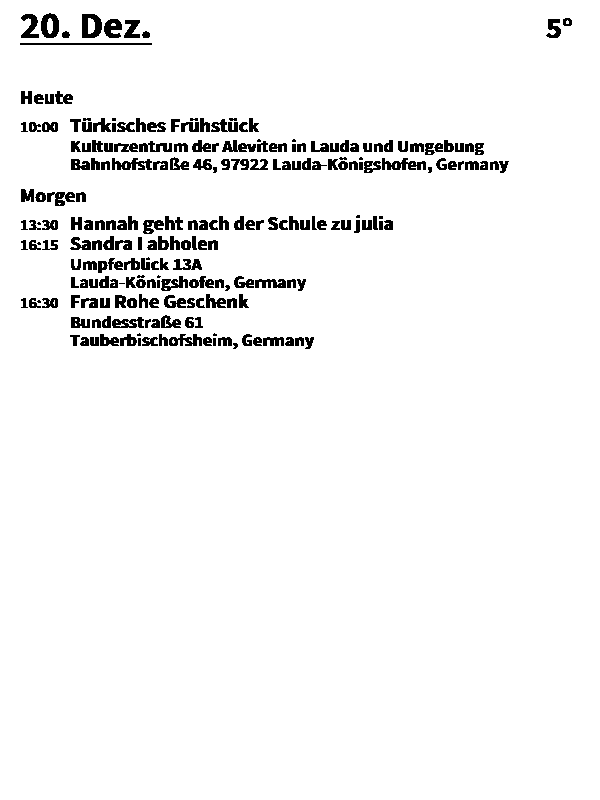 20. Dez.
5°
Heute
10:00 Türkisches Frühstück
Kulturzentrum der Aleviten in Lauda und Umgebung
Bahnhofstraße 46, 97922 Lauda-Königshofen, Germany
Morgen
13:30 Hannah geht nach der Schule zu julia
16:15 Sandra I abholen
Umpferblick 13A
Lauda-Königshofen, Germany
16:30 Frau Rohe Geschenk
Bundesstraße 61
Tauberbischofsheim, Germany